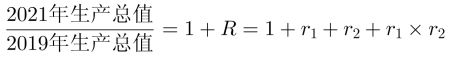 2021年生产总值
2019年生产总值
= 1 + R = 1 + r₁ + r₂ + r₁ × r₂